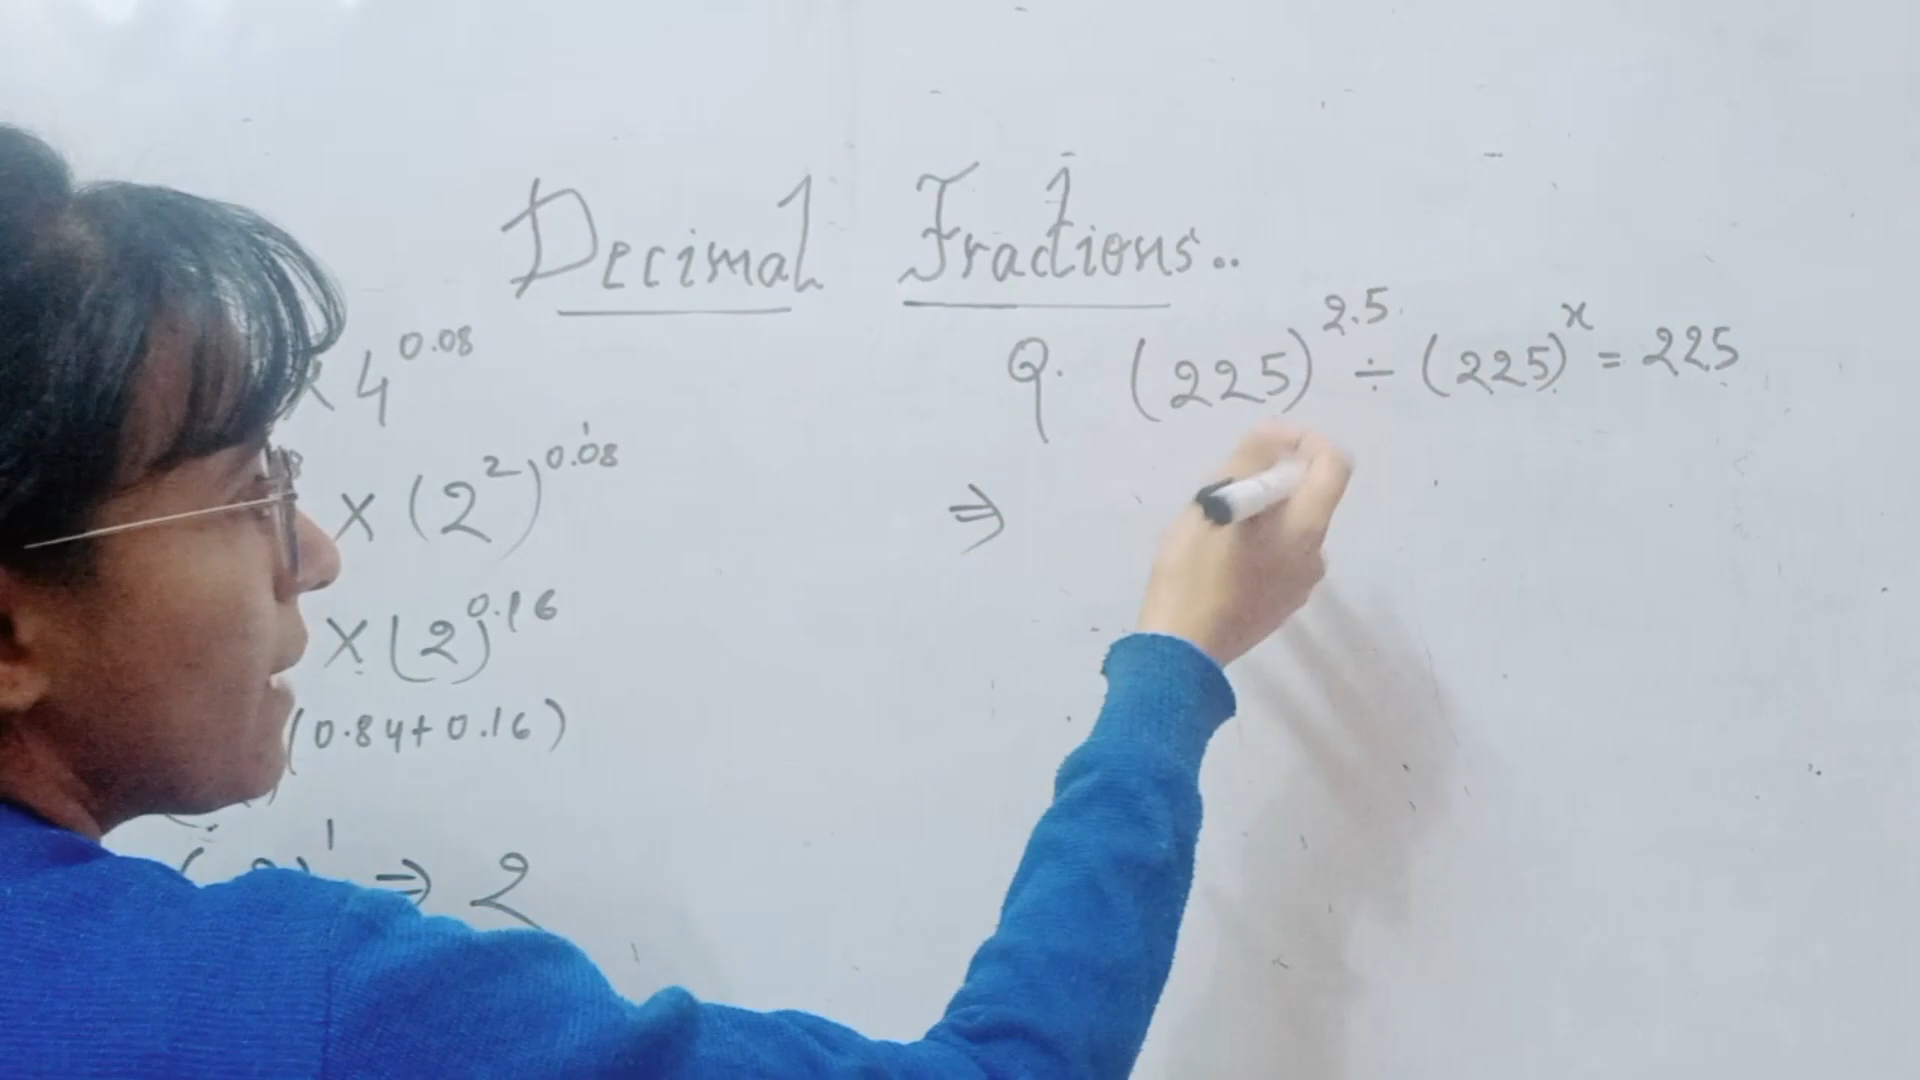 Decimal Fractions..
× 4^0.08
× (2^2)^0.08
× (2)^0.16
(0.84+0.16)
1 ⇒ 2
Q. (225)^2.5 ÷ (225)^x = 225
⇒